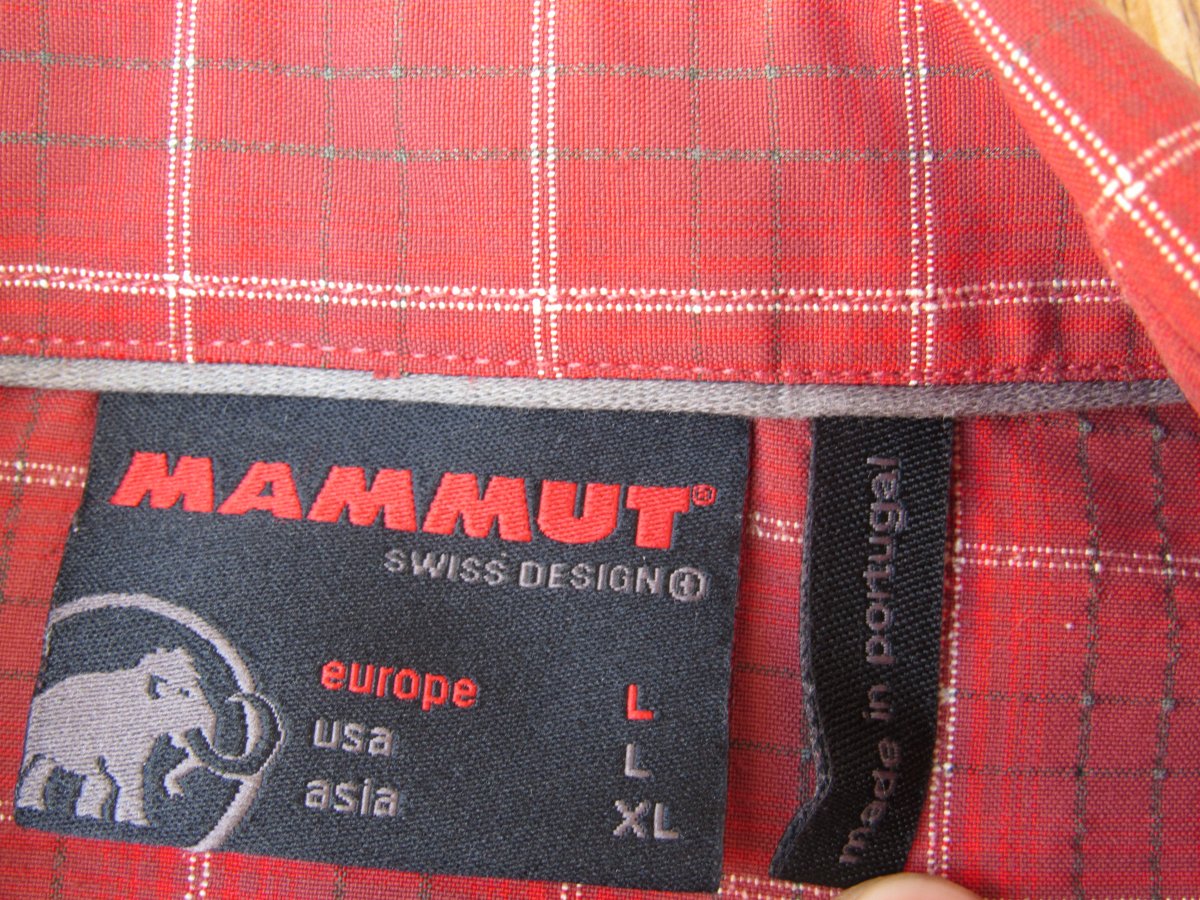 MAMMUT®
SWISS DESIGN
europe L
usa L
asia XL
made in portugal